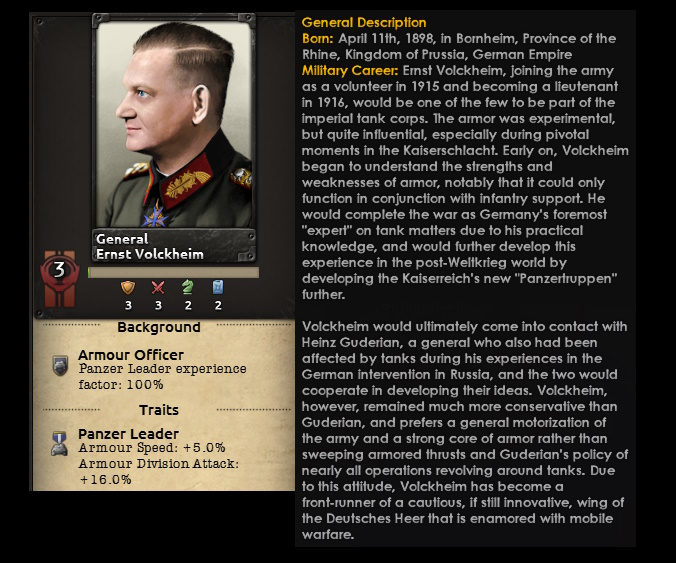 General
Ernst Volckheim
3
3
3
2
2
Background
Armour Officer
Panzer Leader experience
factor: 100%
Traits
Panzer Leader
Armour Speed: +5.0%
Armour Division Attack:
+16.0%
General Description
Born: April 11th, 1898, in Bornheim, Province of the
Rhine, Kingdom of Prussia, German Empire
Military Career: Ernst Volckheim, joining the army
as a volunteer in 1915 and becoming a lieutenant
in 1916, would be one of the few to be part of the
imperial tank corps. The armor was experimental,
but quite influential, especially during pivotal
moments in the Kaiserschlacht. Early on, Volckheim
began to understand the strengths and
weaknesses of armor, notably that it could only
function in conjunction with infantry support. He
would complete the war as Germany's foremost
"expert" on tank matters due to his practical
knowledge, and would further develop this
experience in the post-Weltkrieg world by
developing the Kaiserreich's new "Panzertruppen"
further.
Volckheim would ultimately come into contact with
Heinz Guderian, a general who also had been
affected by tanks during his experiences in the
German intervention in Russia, and the two would
cooperate in developing their ideas. Volckheim,
however, remained much more conservative than
Guderian, and prefers a general motorization of
the army and a strong core of armor rather than
sweeping armored thrusts and Guderian's policy of
nearly all operations revolving around tanks. Due
to this attitude, Volckheim has become a
front-runner of a cautious, if still innovative, wing of
the Deutsches Heer that is enamored with mobile
warfare.